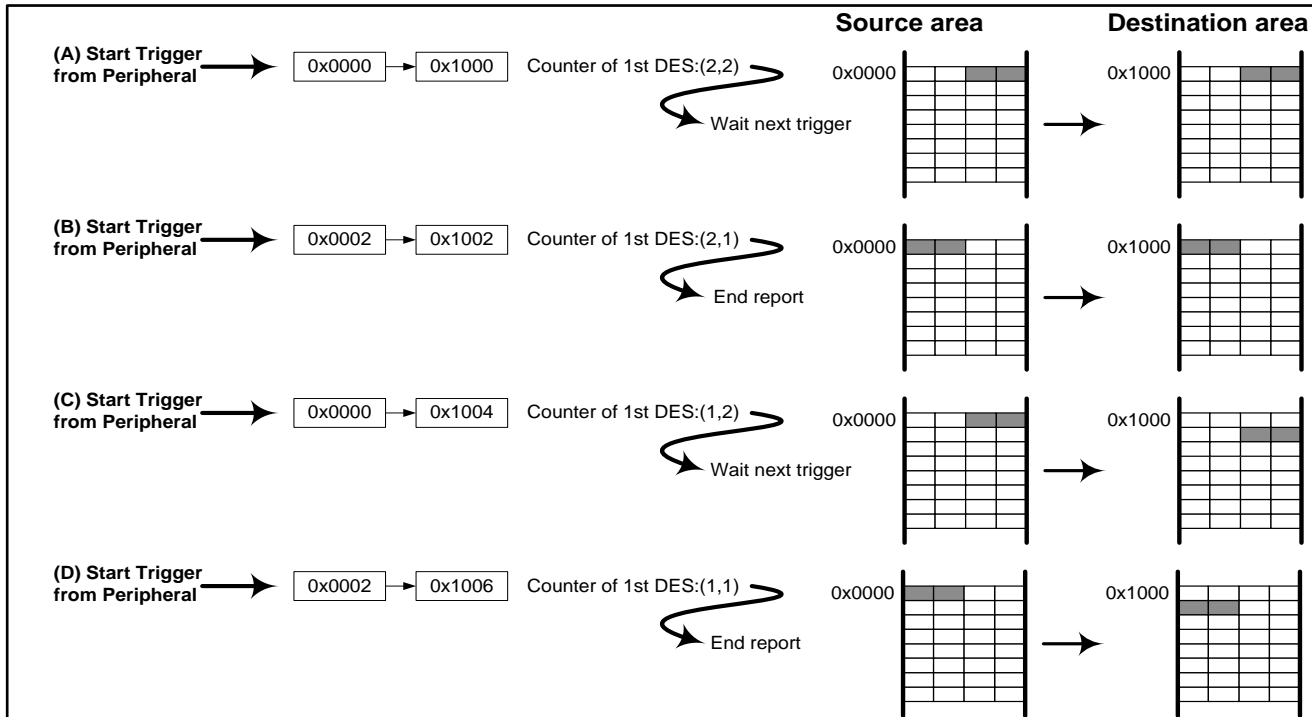 Source area
Destination area
(A) Start Trigger
from Peripheral
0x0000
0x1000
Counter of 1st DES:(2,2)
Wait next trigger
0x0000
0x1000
(B) Start Trigger
from Peripheral
0x0002
0x1002
Counter of 1st DES:(2,1)
End report
0x0000
0x1000
(C) Start Trigger
from Peripheral
0x0000
0x1004
Counter of 1st DES:(1,2)
Wait next trigger
0x0000
0x1000
(D) Start Trigger
from Peripheral
0x0002
0x1006
Counter of 1st DES:(1,1)
End report
0x0000
0x1000